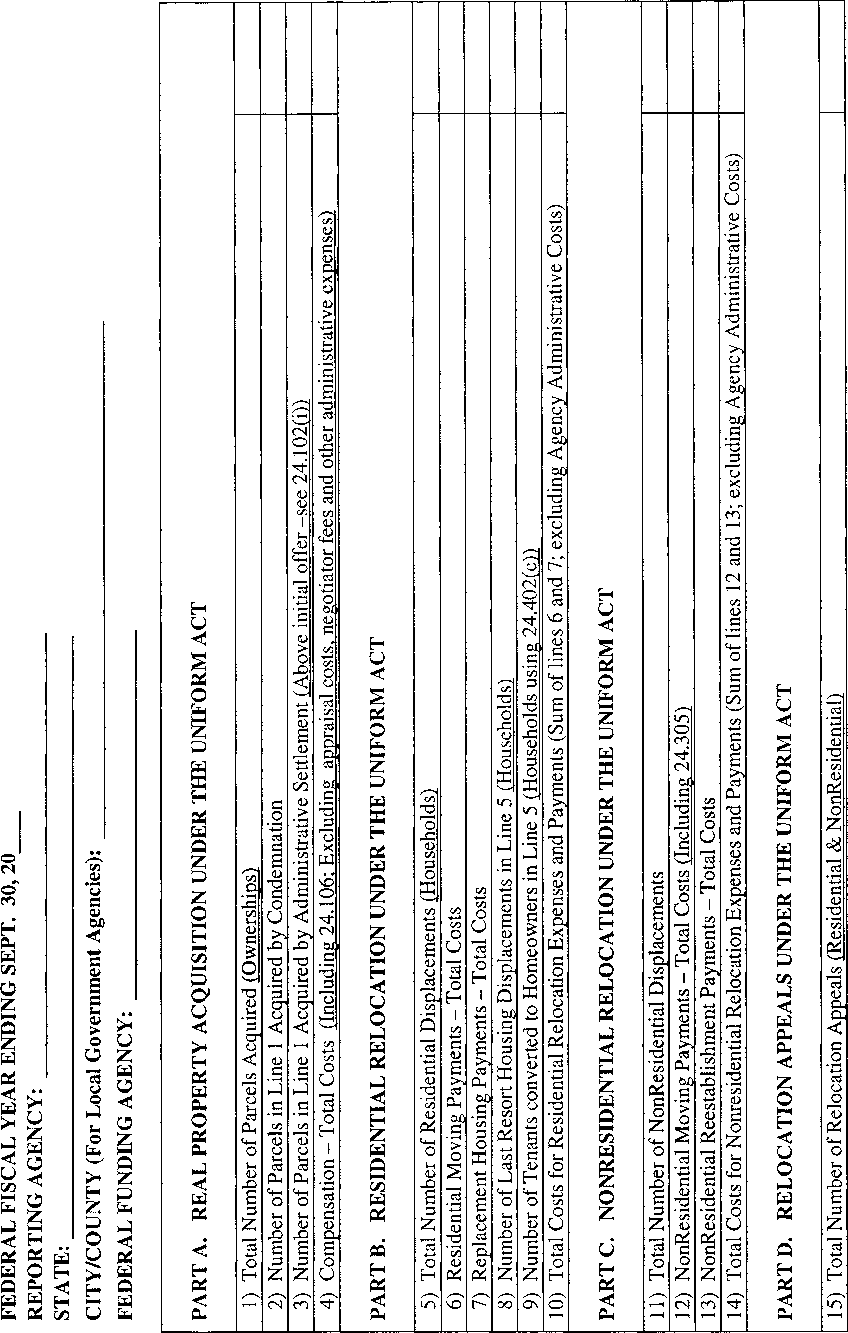 FEDERAL FISCAL YEAR ENDING SEPT. 30, 20___
REPORTING AGENCY:
STATE:
CITY/COUNTY (For Local Government Agencies):
FEDERAL FUNDING AGENCY:
PART A. REAL PROPERTY ACQUISITION UNDER THE UNIFORM ACT
1) Total Number of Parcels Acquired (Ownerships)
2) Number of Parcels in Line 1 Acquired by Condemnation
3) Number of Parcels in Line 1 Acquired by Administrative Settlement (Above initial offer –see 24.102(i))
4) Compensation – Total Costs (Including 24.106; Excluding appraisal costs, negotiator fees and other administrative expenses)
PART B. RESIDENTIAL RELOCATION UNDER THE UNIFORM ACT
5) Total Number of Residential Displacements (Households)
6) Residential Moving Payments – Total Costs
7) Replacement Housing Payments – Total Costs
8) Number of Last Resort Housing Displacements in Line 5 (Households)
9) Number of Tenants converted to Homeowners in Line 5 (Households using 24.402(c))
10) Total Costs for Residential Relocation Expenses and Payments (Sum of lines 6 and 7; excluding Agency Administrative Costs)
PART C. NONRESIDENTIAL RELOCATION UNDER THE UNIFORM ACT
11) Total Number of NonResidential Displacements
12) NonResidential Moving Payments – Total Costs (Including 24.305)
13) NonResidential Reestablishment Payments – Total Costs
14) Total Costs for Nonresidential Relocation Expenses and Payments (Sum of lines 12 and 13; excluding Agency Administrative Costs)
PART D. RELOCATION APPEALS UNDER THE UNIFORM ACT
15) Total Number of Relocation Appeals (Residential & NonResidential)